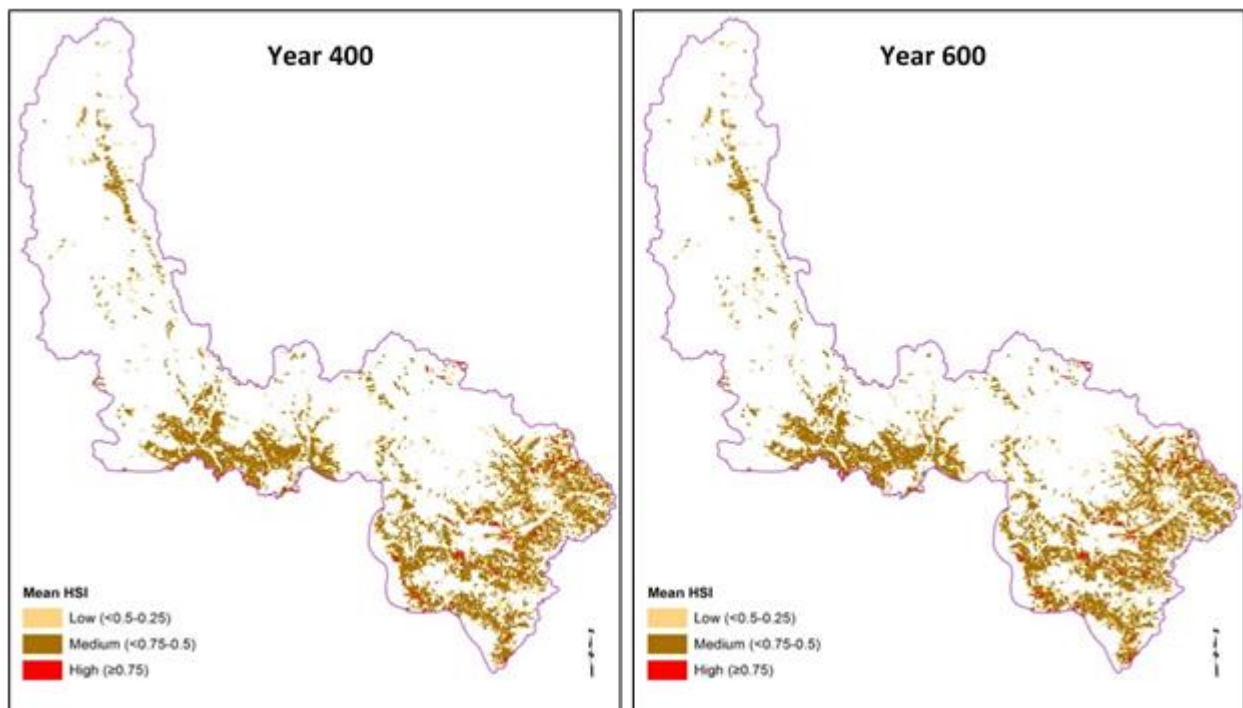 Year 400
Mean HSI
Low (<0.5-0.25)
Medium (<0.75-0.5)
High (≥0.75)
Year 600
Mean HSI
Low (<0.5-0.25)
Medium (<0.75-0.5)
High (≥0.75)